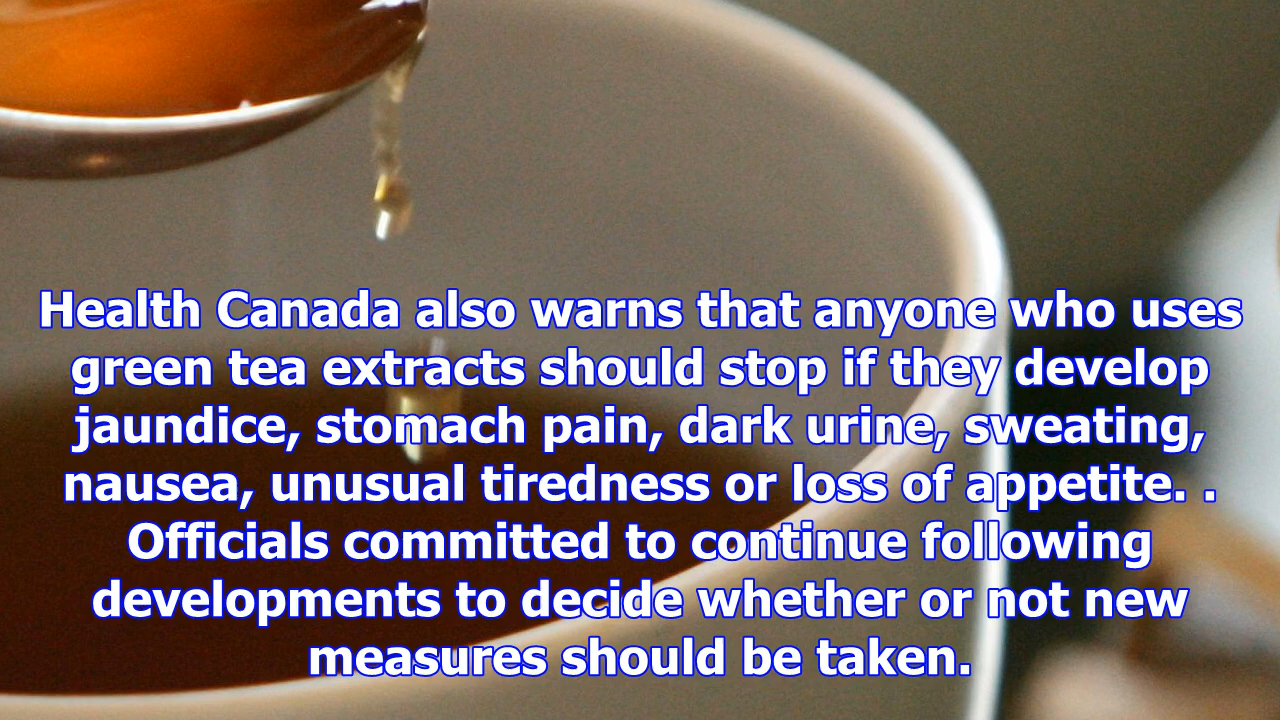 Health Canada also warns that anyone who uses
green tea extracts should stop if they develop
jaundice, stomach pain, dark urine, sweating,
nausea, unusual tiredness or loss of appetite. .
Officials committed to continue following
developments to decide whether or not new
measures should be taken.